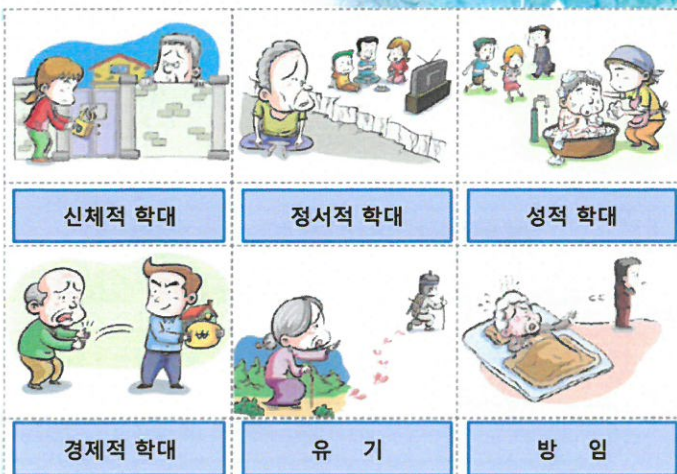 신체적 학대
정서적 학대
성적 학대
₩
경제적 학대
유 기
방 임